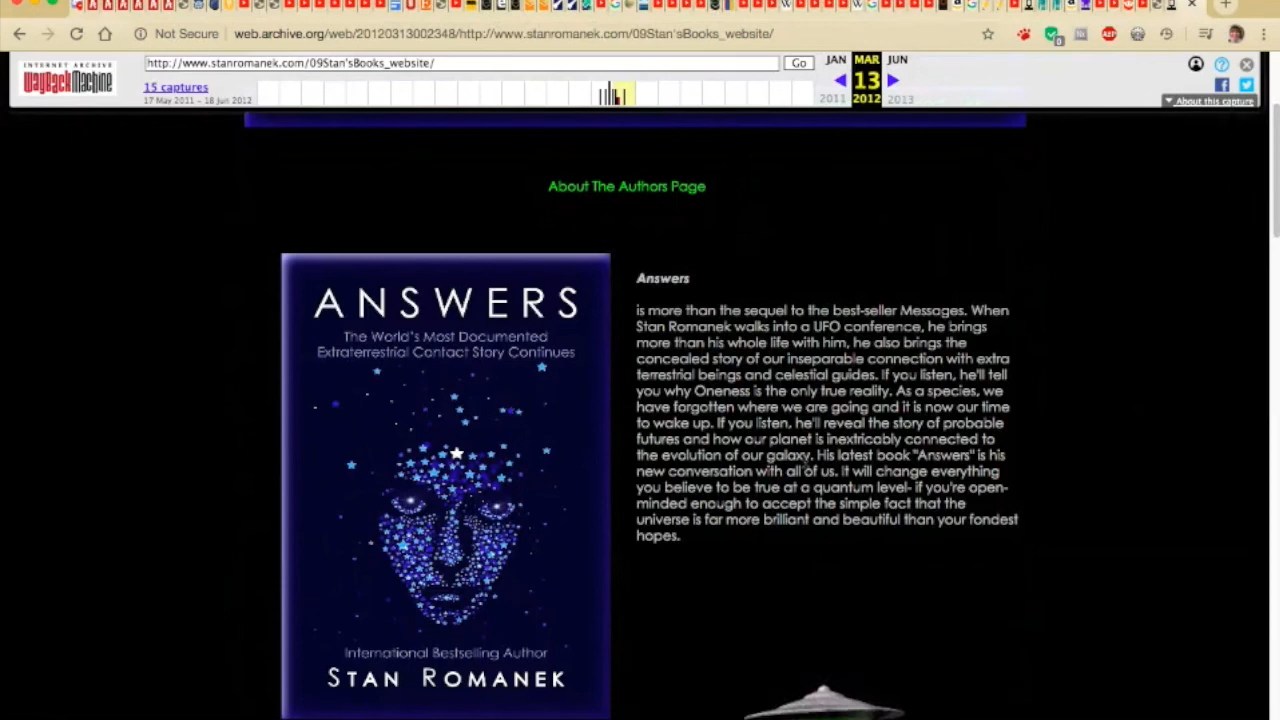 Not Secure
web.archive.org/web/20120313002348/http://www.stanromanek.com/09Stan'sBooks_website/
INTERNET ARCHIVE
WayBackMachine
http://www.stanromanek.com/09Stan'sBooks_website/
Go
JAN
MAR
JUN
15 captures
13
17 May 2011 – 18 Jun 2012
2011
2012
2013
About this capture
About The Authors Page
ANSWERS
The World's Most Documented
Extraterrestrial Contact Story Continues
International Bestselling Author
STAN ROMANEK
Answers
is more than the sequel to the best-seller Messages. When
Stan Romanek walks into a UFO conference, he brings
more than his whole life with him, he also brings the
concealed story of our inseparable connection with extra
terrestrial beings and celestial guides. If you listen, he'll tell
you why Oneness is the only true reality. As a species, we
have forgotten where we are going and it is now our time
to wake up. If you listen, he'll reveal the story of probable
futures and how our planet is inextricably connected to
the evolution of our galaxy. His latest book "Answers" is his
new conversation with all of us. It will change everything
you believe to be true at a quantum level- if you're open-
minded enough to accept the simple fact that the
universe is far more brilliant and beautiful than your fondest
hopes.